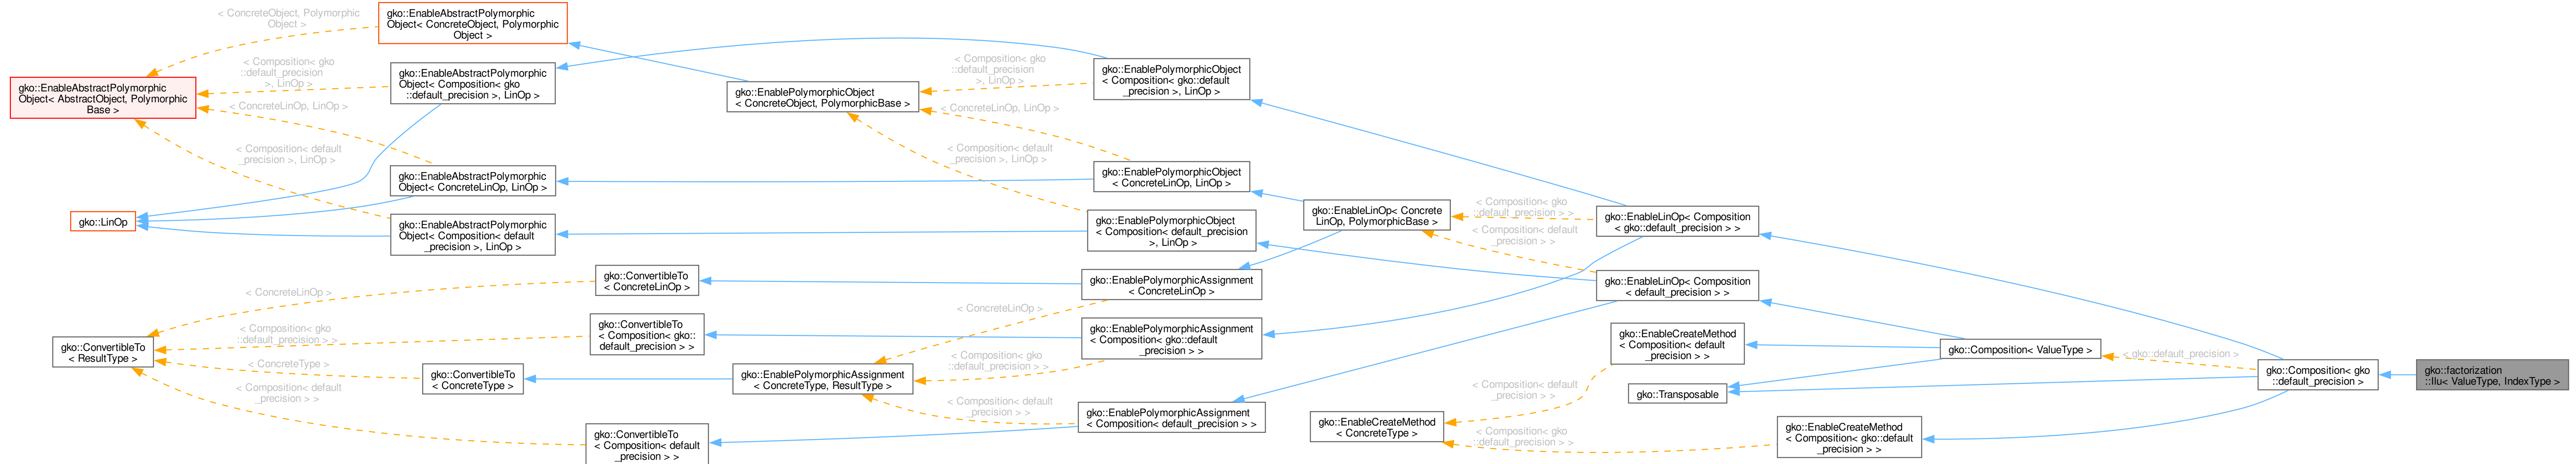 < ConcreteObject, Polymorphic
Object >
gko::EnableAbstractPolymorphic
Object< ConcreteObject, Polymorphic
Object >
gko::EnableAbstractPolymorphic
Object< AbstractObject, Polymorphic
Base >
< Composition< gko
::default_precision
>, LinOp >
gko::EnableAbstractPolymorphic
Object< Composition< gko
::default_precision >, LinOp >
< ConcreteLinOp, LinOp >
< Composition< default
_precision >, LinOp >
gko::EnableAbstractPolymorphic
Object< ConcreteLinOp, LinOp >
gko::LinOp
gko::EnableAbstractPolymorphic
Object< Composition< default
_precision >, LinOp >
gko::EnablePolymorphicObject
< ConcreteObject, PolymorphicBase >
< Composition< gko
::default_precision
>, LinOp >
gko::EnablePolymorphicObject
< Composition< gko::default
_precision >, LinOp >
< ConcreteLinOp, LinOp >
< Composition< default
_precision >, LinOp >
gko::EnablePolymorphicObject
< ConcreteLinOp, LinOp >
gko::EnablePolymorphicObject
< Composition< default_precision
>, LinOp >
gko::EnableLinOp< Concrete
LinOp, PolymorphicBase >
< Composition< gko
::default_precision > >
< Composition< default
_precision > >
gko::EnableLinOp< Composition
< gko::default_precision > >
gko::EnableLinOp< Composition
< default_precision > >
gko::ConvertibleTo
< ResultType >
< ConcreteLinOp >
< Composition< gko
::default_precision > >
< ConcreteType >
< Composition< default
_precision > >
gko::ConvertibleTo
< ConcreteLinOp >
gko::ConvertibleTo
< Composition< gko::
default_precision > >
gko::ConvertibleTo
< ConcreteType >
gko::ConvertibleTo
< Composition< default
_precision > >
gko::EnablePolymorphicAssignment
< ConcreteType, ResultType >
< ConcreteLinOp >
< Composition< gko
::default_precision > >
< Composition< default
_precision > >
gko::EnablePolymorphicAssignment
< ConcreteLinOp >
gko::EnablePolymorphicAssignment
< Composition< gko::default
_precision > >
gko::EnablePolymorphicAssignment
< Composition< default_precision > >
gko::EnableCreateMethod
< ConcreteType >
< Composition< default
_precision > >
< Composition< gko
::default_precision > >
gko::EnableCreateMethod
< Composition< default
_precision > >
gko::Transposable
gko::EnableCreateMethod
< Composition< gko::default
_precision > >
gko::Composition< ValueType >
< gko::default_precision >
gko::Composition< gko
::default_precision >
gko::factorization
::Ilu< ValueType, IndexType >